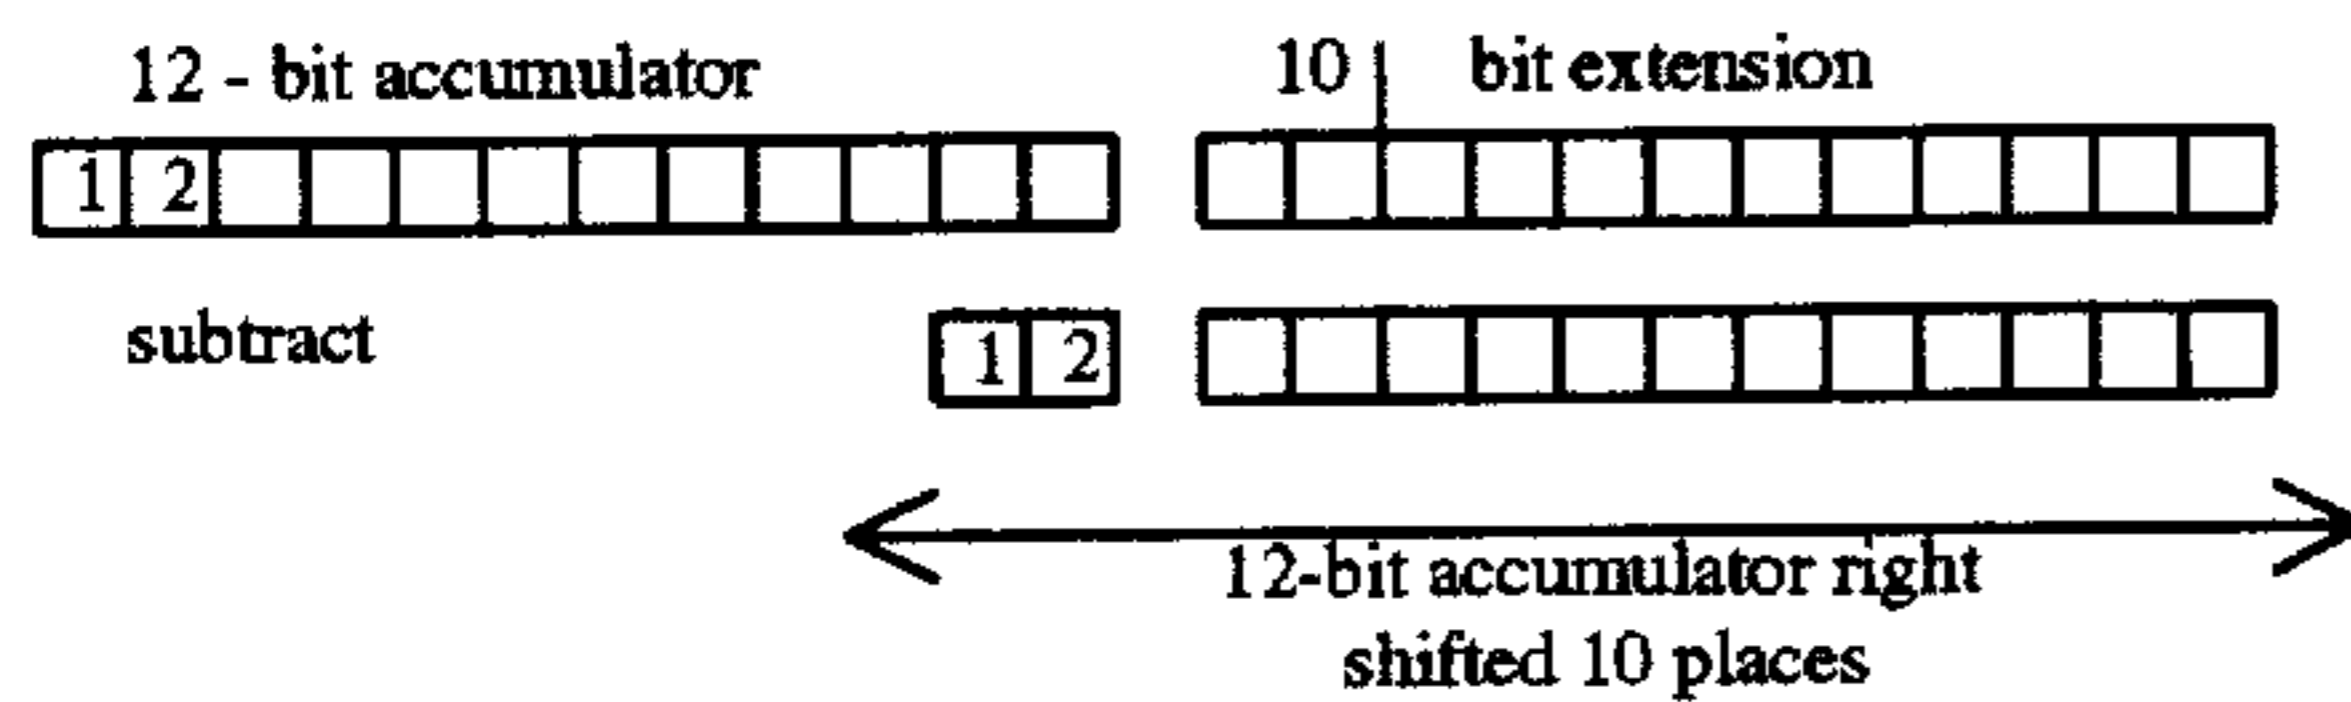 12 - bit accumulator 10 bit extension
1 2
subtract 1 2
12-bit accumulator right
shifted 10 places